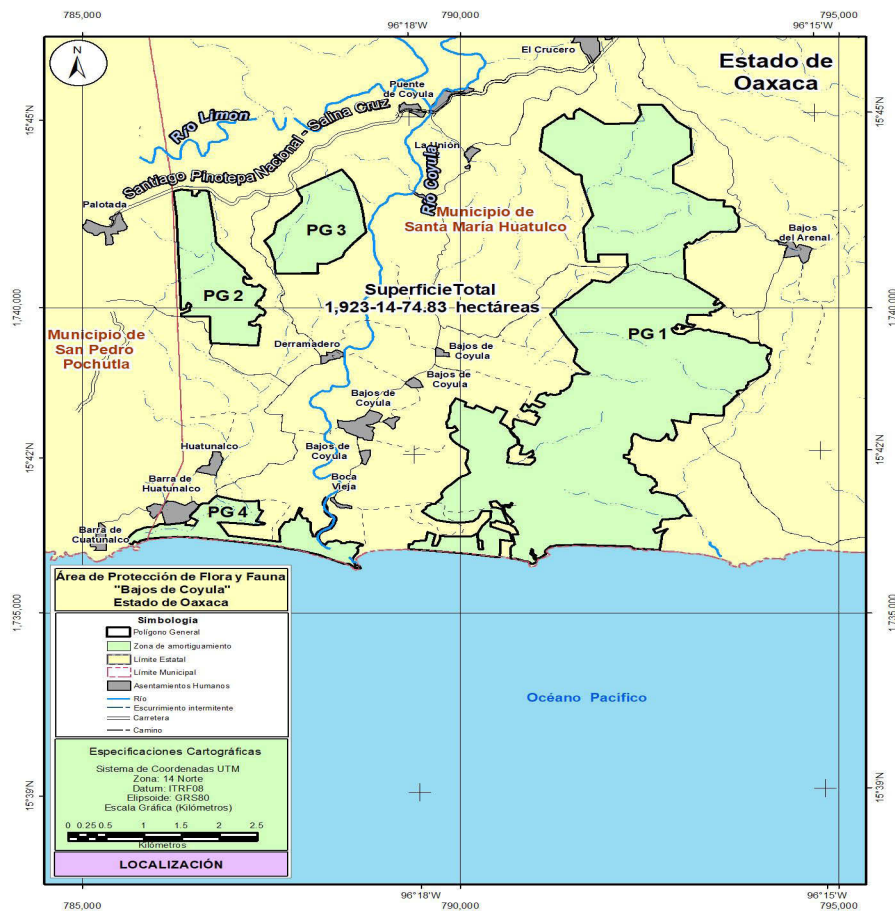 785,000
790,000
795,000
96°18'W
96°15'W
El Crucero
Estado de
Oaxaca
N
Puente
de Coyula
15°45'N
15°45'N
Río Limon
Santiago Pinotepa Nacional - Salina Cruz
La Unión
Río Coyula
Palotada
PG 3
Municipio de
Santa María Huatulco
Bajos
del Arenal
PG 2
Superficie Total
1,923-14-74.83 hectáreas
1,740,000
1,740,000
Municipio de
San Pedro
Pochutla
PG 1
Derramadero
Bajos de
Coyula
Bajos de
Coyula
Bajos de
Coyula
Bajos de
Coyula
15°42'N
15°42'N
Huatunalco
Boca
Vieja
Barra de
Huatunalco
PG 4
Barra de
Cuatunalco
Área de Protección de Flora y Fauna
"Bajos de Coyula"
Estado de Oaxaca
Simbología
Polígono General
Zona de amortiguamiento
Límite Estatal
Límite Municipal
Asentamientos Humanos
Río
Escurrimiento intermitente
Carretera
Camino
1,735,000
1,735,000
Océano Pacífico
Especificaciones Cartográficas
Sistema de Coordenadas UTM
Zona: 14 Norte
Datum: ITRF08
Elipsoide: GRS80
Escala Gráfica (Kilómetros)
0 0.25 0.5 1 1.5 2 2.5
Kilómetros
15°39'N
15°39'N
LOCALIZACIÓN
96°18'W
96°15'W
785,000
790,000
795,000